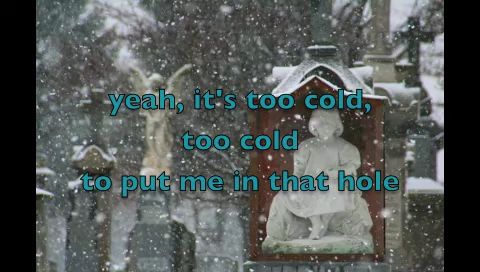 yeah, it's too cold,
too cold
to put me in that hole